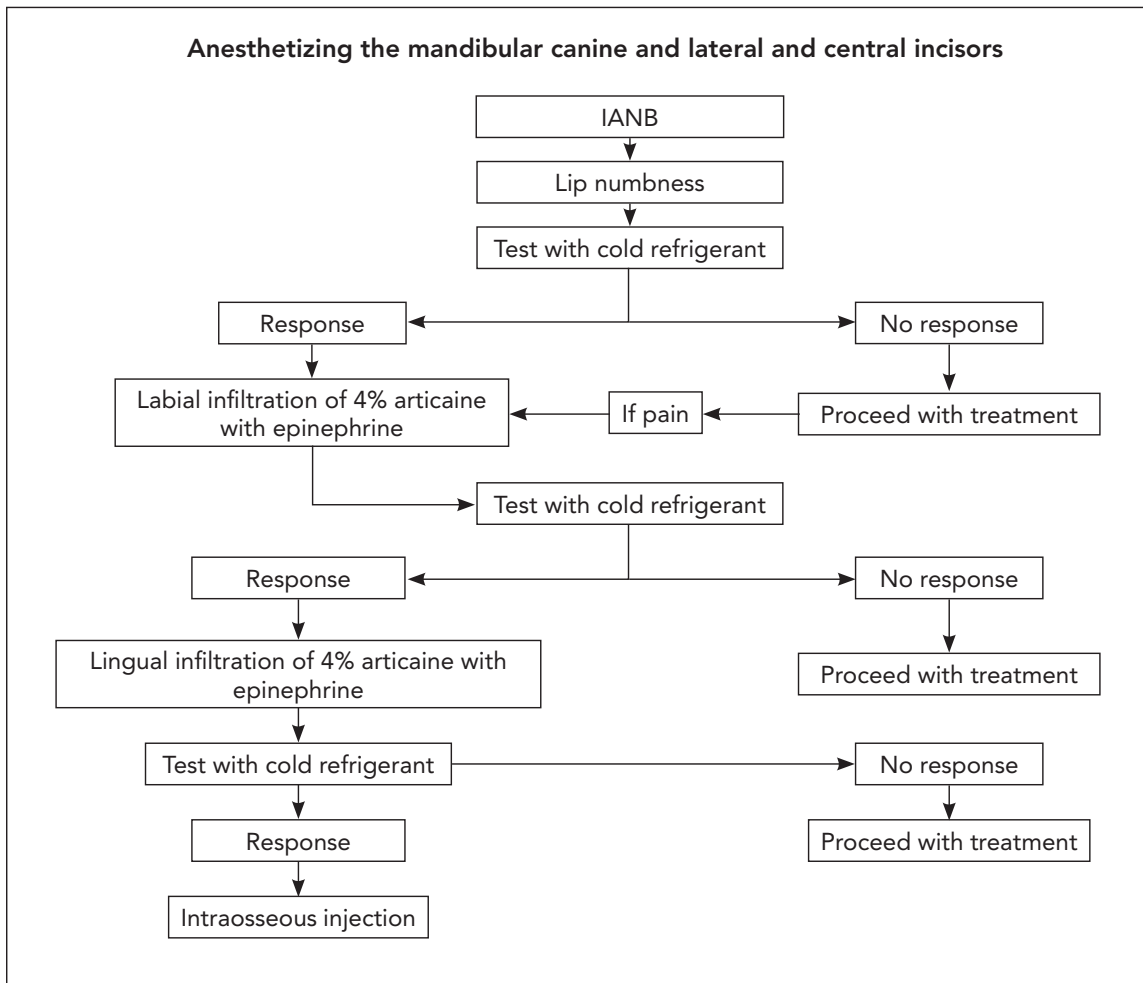 Anesthetizing the mandibular canine and lateral and central incisors
IANB
Lip numbness
Test with cold refrigerant
Response
No response
Labial infiltration of 4% articaine
with epinephrine
If pain
Proceed with treatment
Test with cold refrigerant
Response
No response
Lingual infiltration of 4% articaine with
epinephrine
Proceed with treatment
Test with cold refrigerant
No response
Response
Proceed with treatment
Intraosseous injection